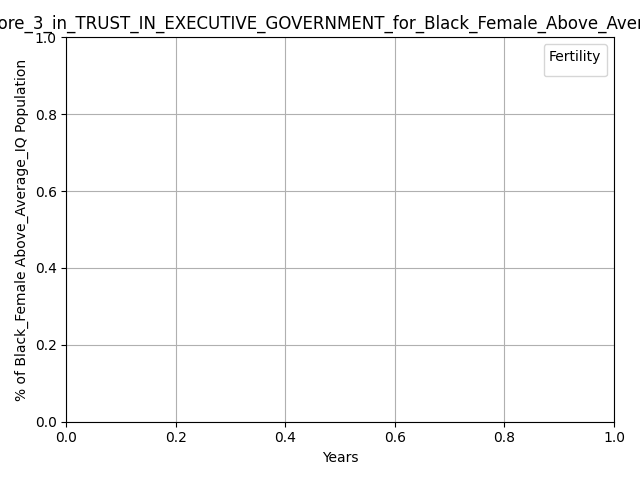 ore_3_in_TRUST_IN_EXECUTIVE_GOVERNMENT_for_Black_Female_Above_Aver
Fertility
% of Black_Female Above_Average_IQ Population
1.0
0.8
0.6
0.4
0.2
0.0
0.0 0.2 0.4 0.6 0.8 1.0
Years